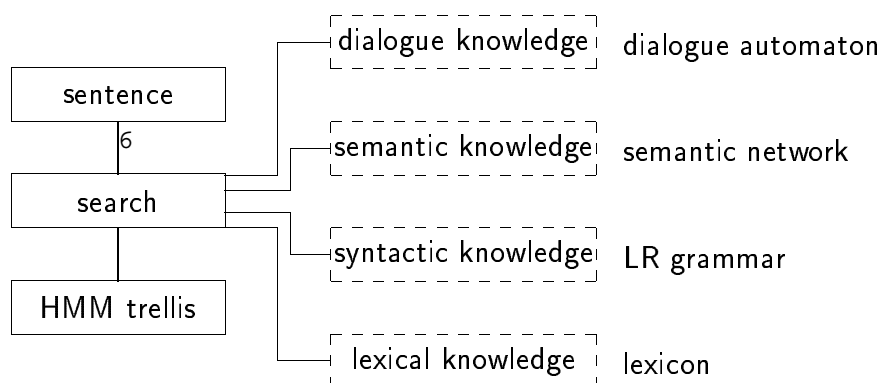 dialogue knowledge dialogue automaton
sentence
6
semantic knowledge semantic network
search
syntactic knowledge LR grammar
HMM trellis
lexical knowledge lexicon